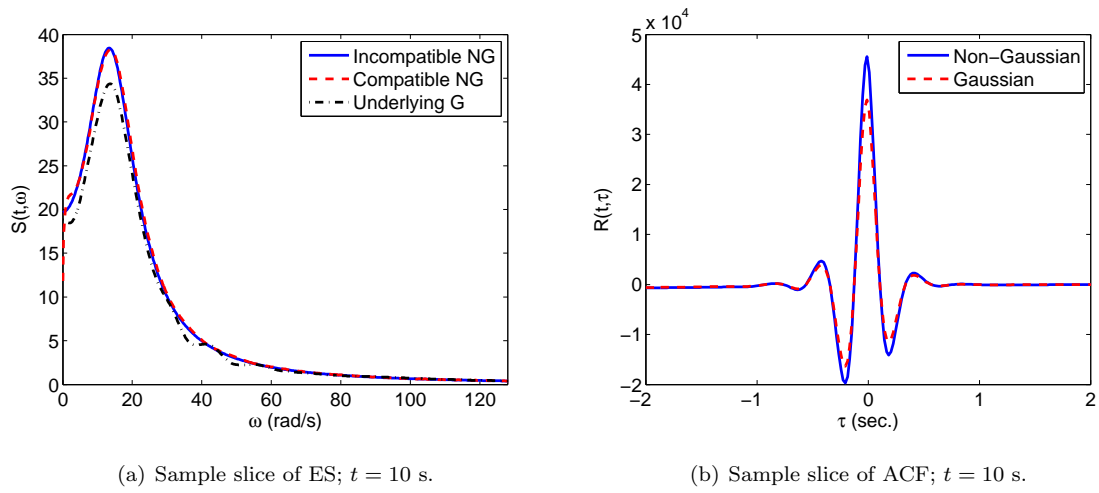 40
35
30
25
20
15
10
5
0
S(t,ω)
0 20 40 60 80 100 120
ω (rad/s)
Incompatible NG
Compatible NG
Underlying G
(a) Sample slice of ES; t = 10 s.
x 10⁴
5
4
3
2
1
0
−1
−2
R(t,τ)
−2 −1 0 1 2
τ (sec.)
Non−Gaussian
Gaussian
(b) Sample slice of ACF; t = 10 s.